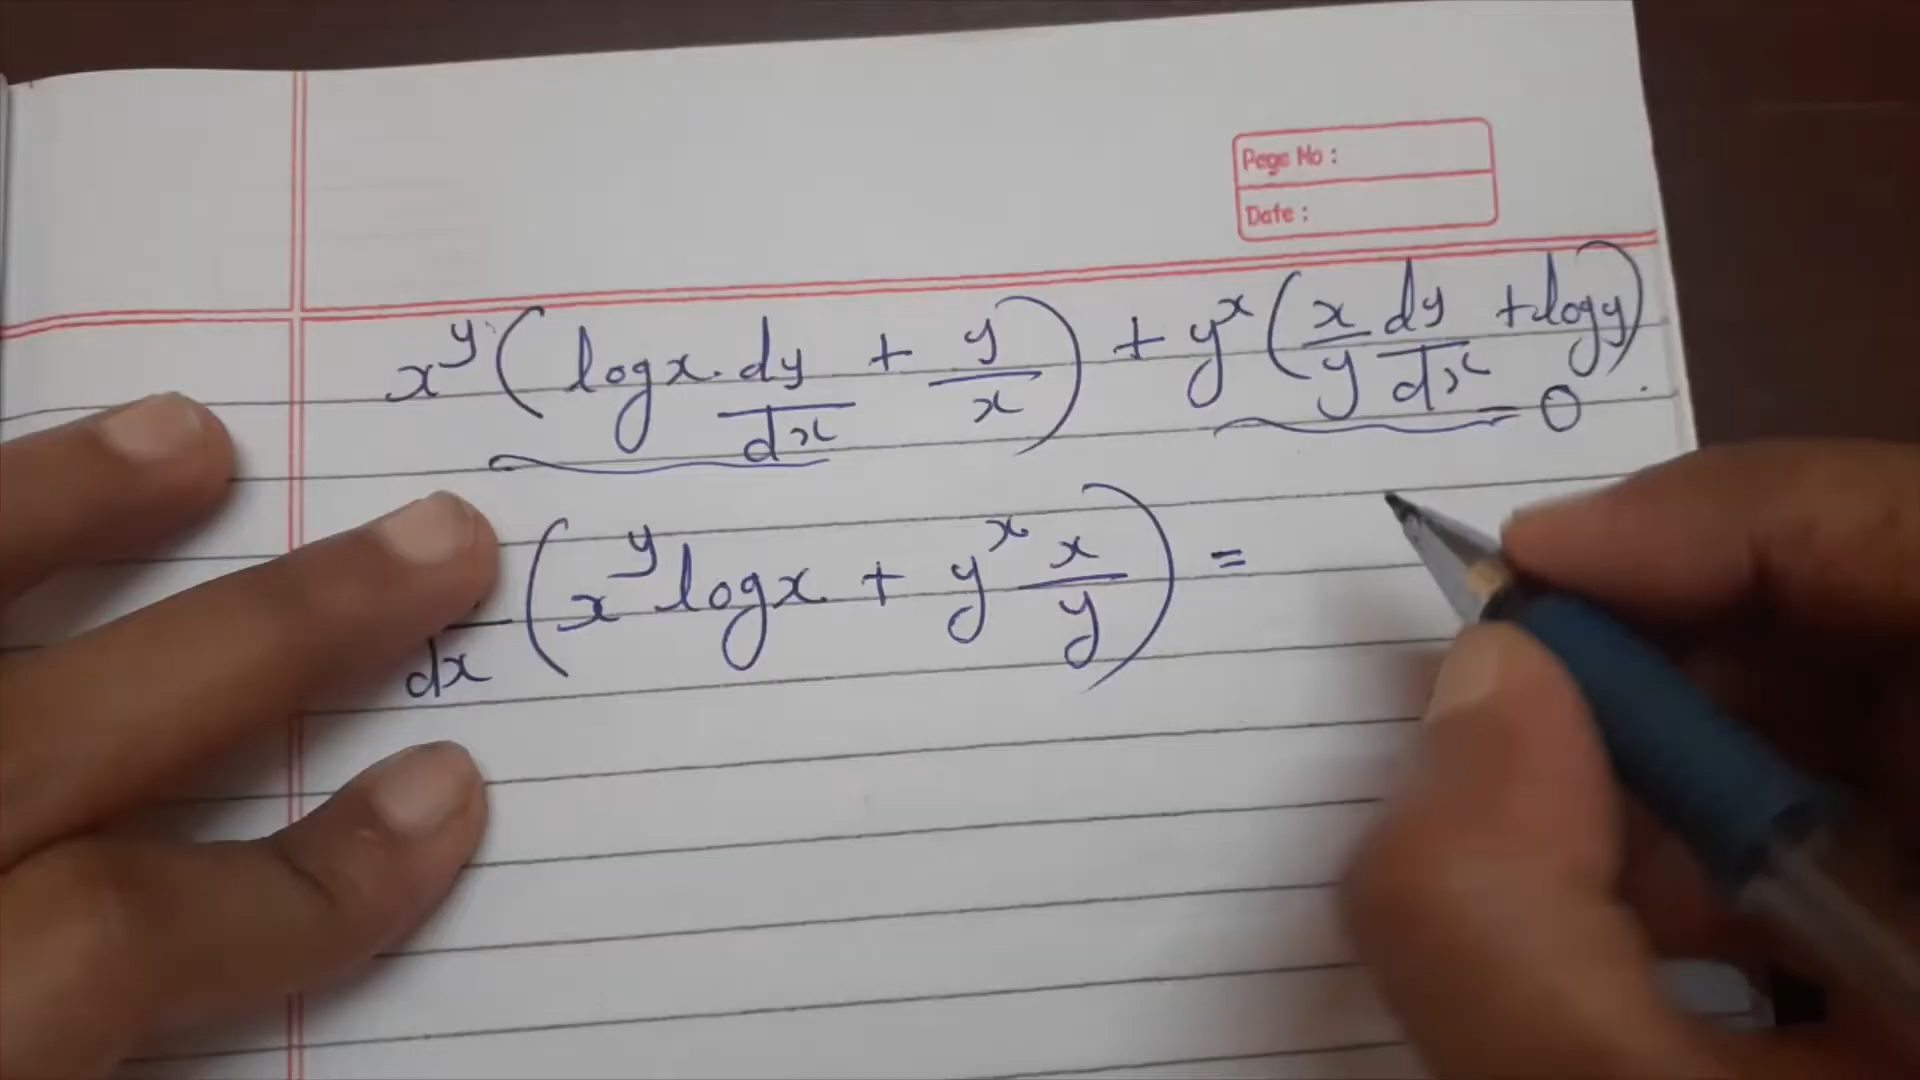 Page No :
Date :
x^y ( log x . dy/dx + y/x ) + y^x ( x/y dy/dx + log y ) = 0
/dx ( x^y log x + y^x x/y ) =